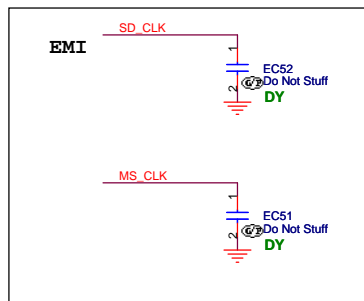 SD_CLK
EMI
1
EC52
2
G/P
Do Not Stuff
DY
MS_CLK
1
EC51
2
G/P
Do Not Stuff
DY